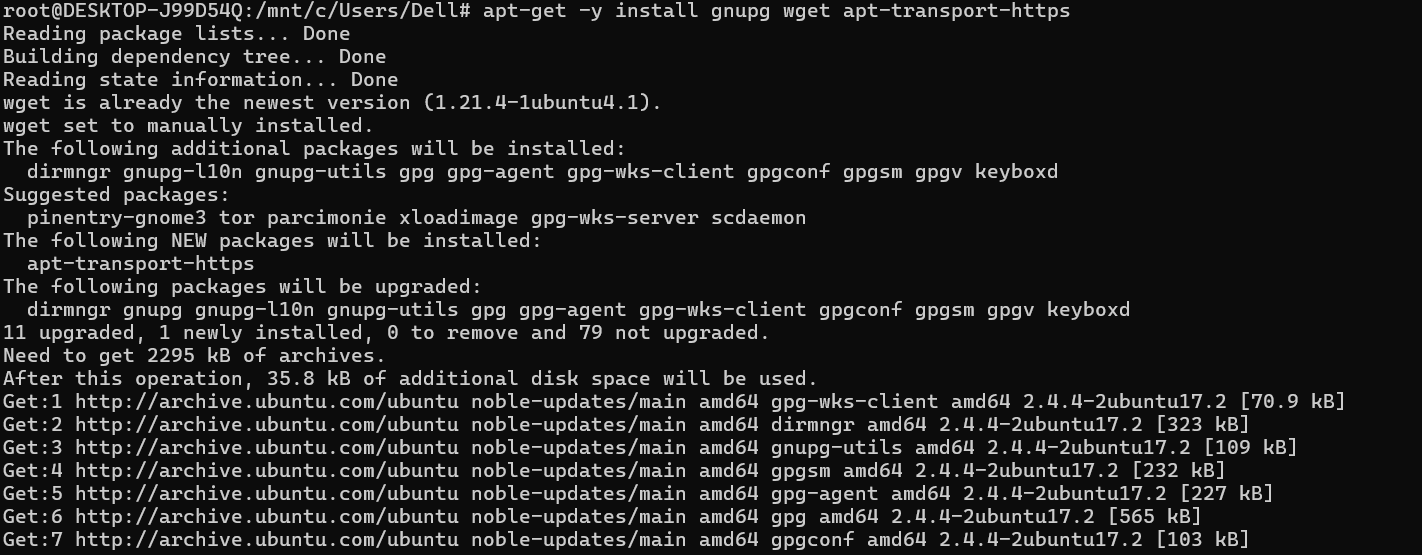 root@DESKTOP-J99D54Q:/mnt/c/Users/Dell# apt-get -y install gnupg wget apt-transport-https
Reading package lists... Done
Building dependency tree... Done
Reading state information... Done
wget is already the newest version (1.21.4-1ubuntu4.1).
wget set to manually installed.
The following additional packages will be installed:
  dirmngr gnupg-l10n gnupg-utils gpg gpg-agent gpg-wks-client gpgconf gpgsm gpgv keyboxd
Suggested packages:
  pinentry-gnome3 tor parcimonie xloadimage gpg-wks-server scdaemon
The following NEW packages will be installed:
  apt-transport-https
The following packages will be upgraded:
  dirmngr gnupg gnupg-l10n gnupg-utils gpg gpg-agent gpg-wks-client gpgconf gpgsm gpgv keyboxd
11 upgraded, 1 newly installed, 0 to remove and 79 not upgraded.
Need to get 2295 kB of archives.
After this operation, 35.8 kB of additional disk space will be used.
Get:1 http://archive.ubuntu.com/ubuntu noble-updates/main amd64 gpg-wks-client amd64 2.4.4-2ubuntu17.2 [70.9 kB]
Get:2 http://archive.ubuntu.com/ubuntu noble-updates/main amd64 dirmngr amd64 2.4.4-2ubuntu17.2 [323 kB]
Get:3 http://archive.ubuntu.com/ubuntu noble-updates/main amd64 gnupg-utils amd64 2.4.4-2ubuntu17.2 [109 kB]
Get:4 http://archive.ubuntu.com/ubuntu noble-updates/main amd64 gpgsm amd64 2.4.4-2ubuntu17.2 [232 kB]
Get:5 http://archive.ubuntu.com/ubuntu noble-updates/main amd64 gpg-agent amd64 2.4.4-2ubuntu17.2 [227 kB]
Get:6 http://archive.ubuntu.com/ubuntu noble-updates/main amd64 gpg amd64 2.4.4-2ubuntu17.2 [565 kB]
Get:7 http://archive.ubuntu.com/ubuntu noble-updates/main amd64 gpgconf amd64 2.4.4-2ubuntu17.2 [103 kB]